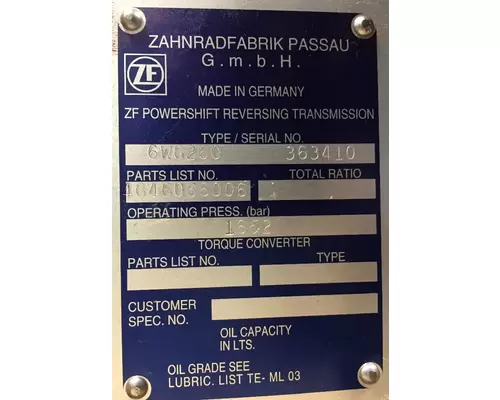 ZAHNRADFABRIK PASSAU
G.m.b.H.
ZF
MADE IN GERMANY
ZF POWERSHIFT REVERSING TRANSMISSION
TYPE / SERIAL NO.
363410
PARTS LIST NO. TOTAL RATIO
OPERATING PRESS. (bar)
TORQUE CONVERTER
PARTS LIST NO. TYPE
CUSTOMER
SPEC. NO.
OIL CAPACITY
IN LTS.
OIL GRADE SEE
LUBRIC. LIST TE- ML 03